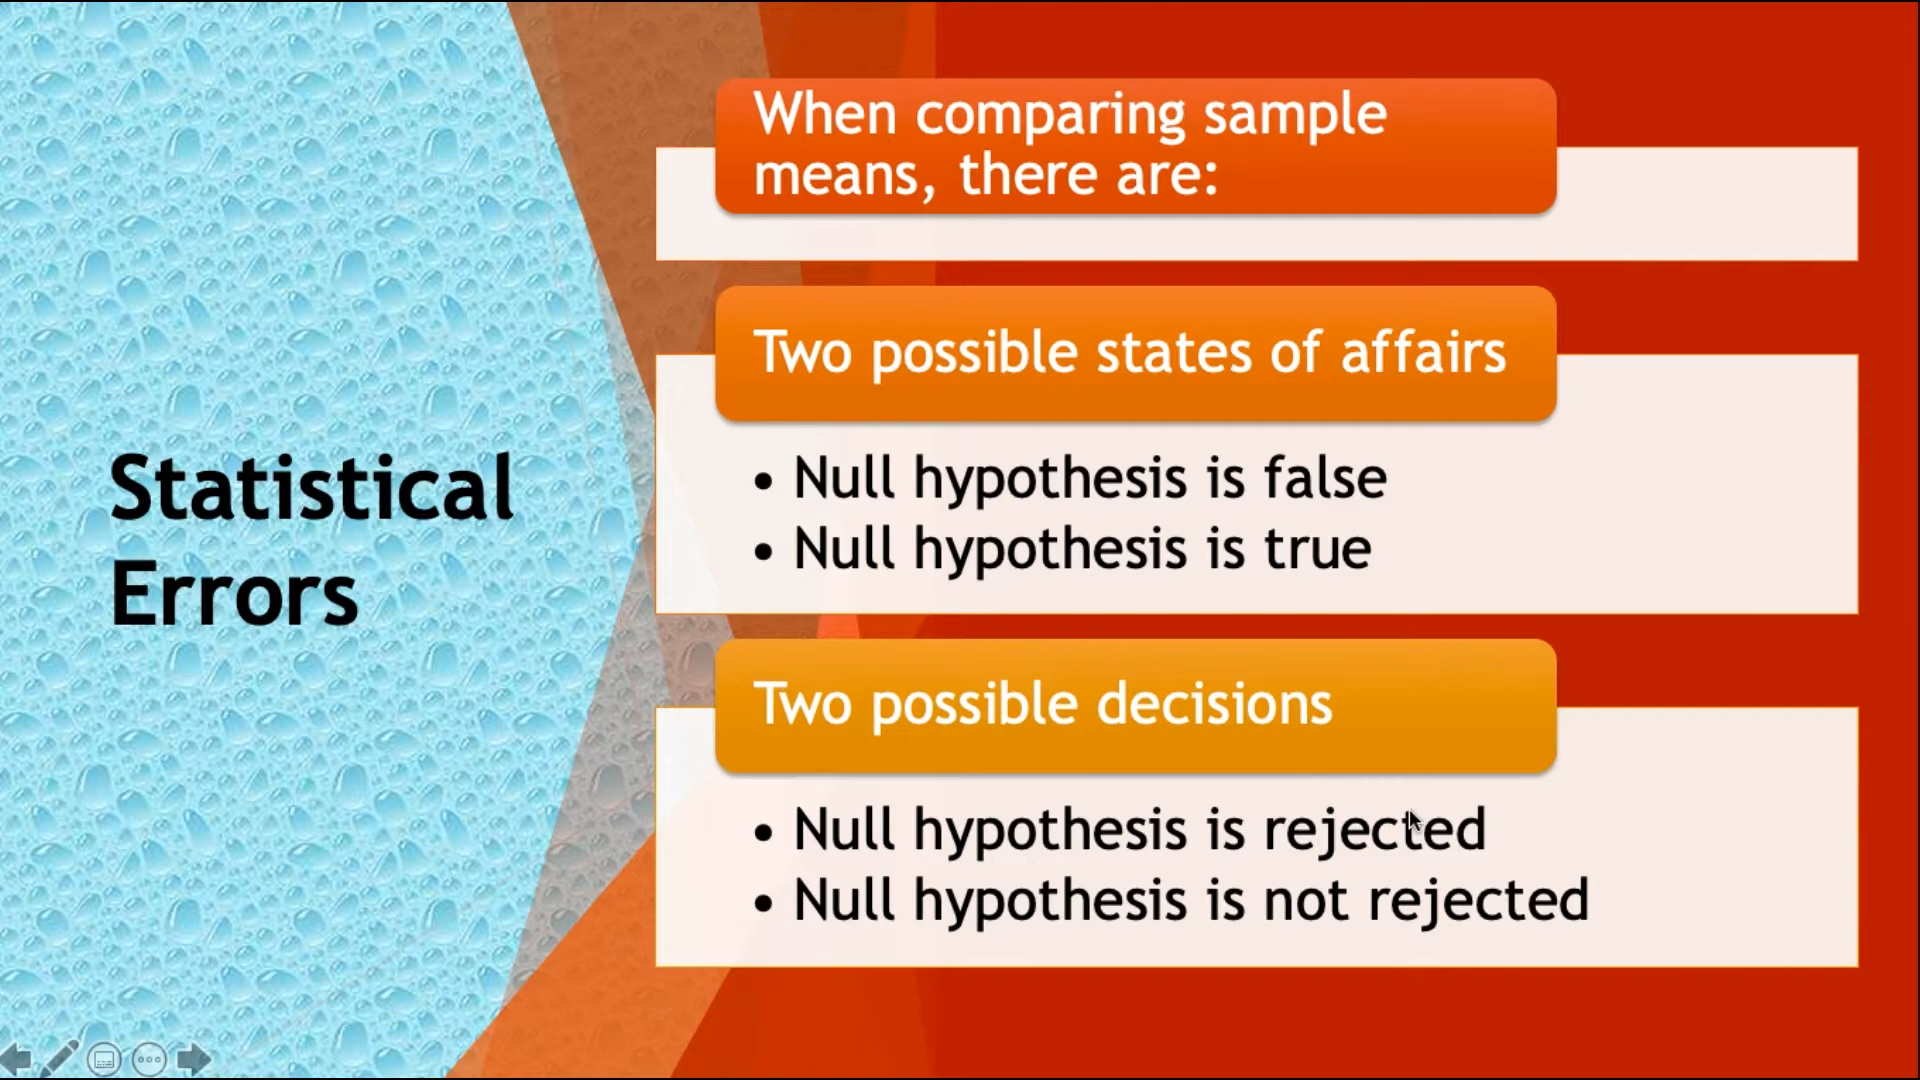 Statistical
Errors
When comparing sample
means, there are:
Two possible states of affairs
• Null hypothesis is false
• Null hypothesis is true
Two possible decisions
• Null hypothesis is rejected
• Null hypothesis is not rejected